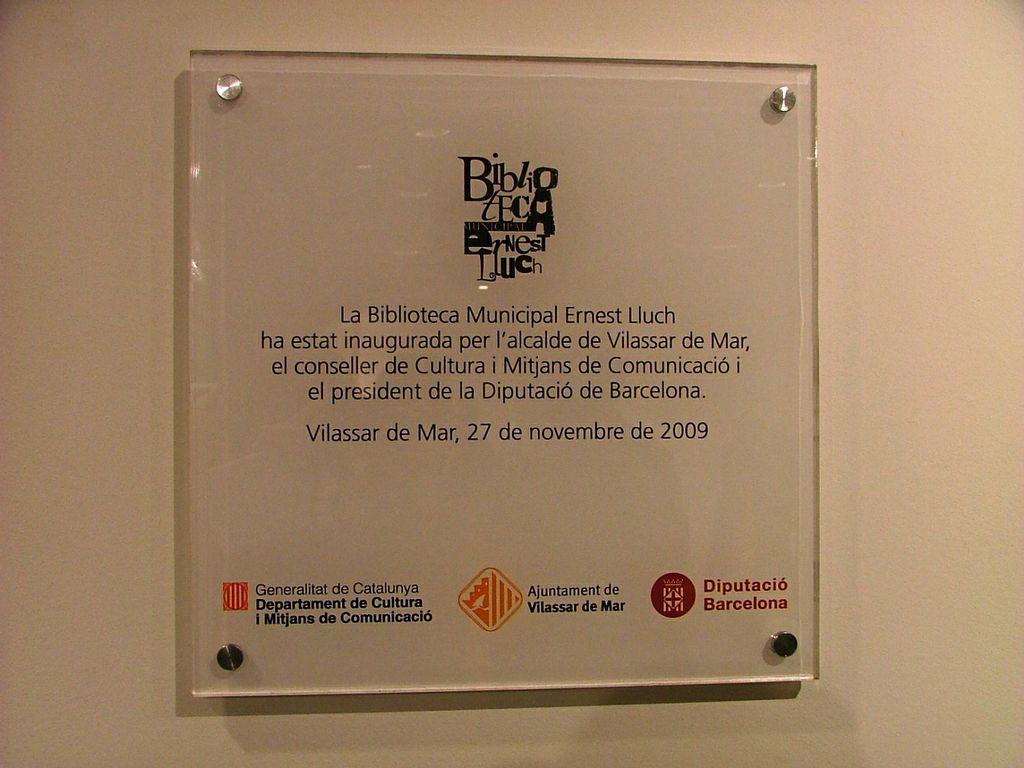 Biblio
tECA
MUNICIPAL
erNesT
Lluch
La Biblioteca Municipal Ernest Lluch
ha estat inaugurada per l'alcalde de Vilassar de Mar,
el conseller de Cultura i Mitjans de Comunicació i
el president de la Diputació de Barcelona.
Vilassar de Mar, 27 de novembre de 2009
Generalitat de Catalunya
Departament de Cultura
i Mitjans de Comunicació
Ajuntament de
Vilassar de Mar
Diputació
Barcelona